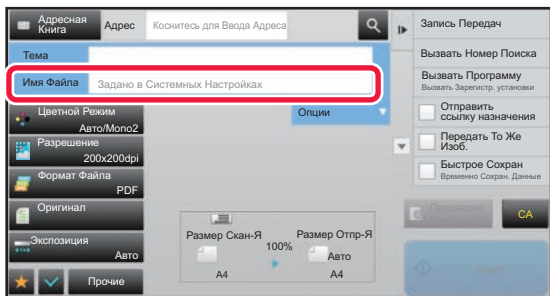 Адресная
Книга
Адрес
Коснитесь для Ввода Адреса
Тема
Имя Файла
Задано в Системных Настройках
Цветной Режим
Авто/Mono2
Разрешение
200x200dpi
Формат Файла
PDF
Оригинал
Экспозиция
Авто
Прочие
Опции
Размер Скан-Я
100%
Размер Отпр-Я
Авто
A4
A4
Запись Передач
Вызвать Номер Поиска
Вызвать Программу
Вызвать Зарегистр. установки
Отправить
ссылку назначения
Передать То Же
Изоб.
Быстрое Сохран
Временно Сохран. Данные
CA